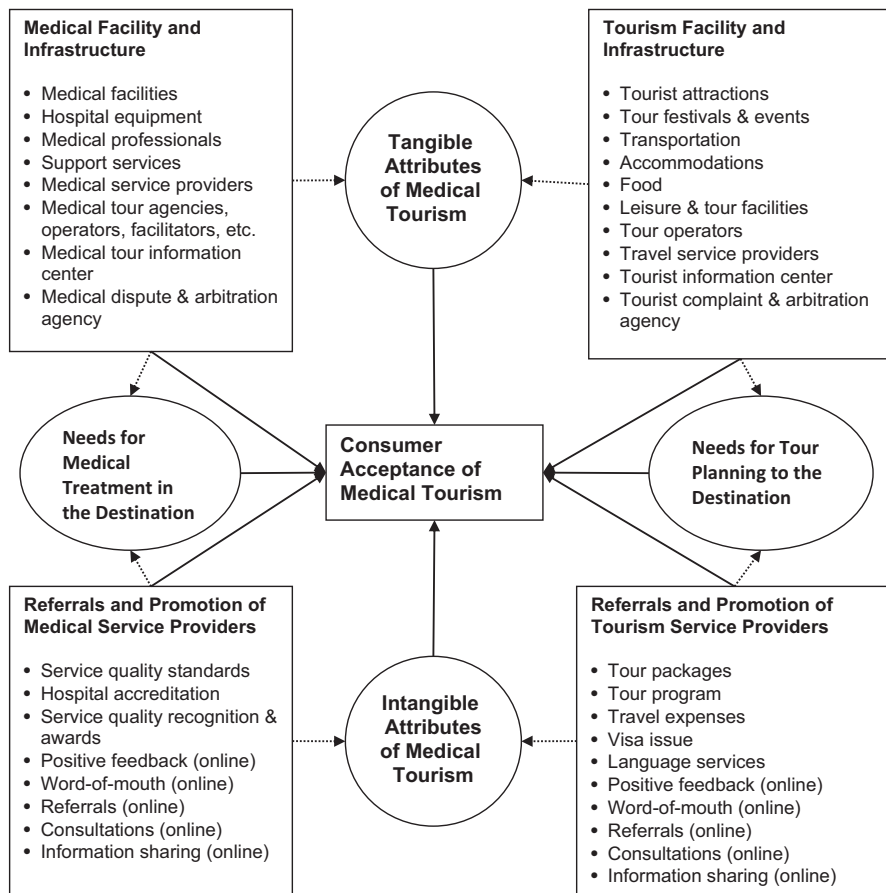 Medical Facility and
Infrastructure
• Medical facilities
• Hospital equipment
• Medical professionals
• Support services
• Medical service providers
• Medical tour agencies,
operators, facilitators, etc.
• Medical tour information
center
• Medical dispute & arbitration
agency
Tangible
Attributes
of Medical
Tourism
Tourism Facility and
Infrastructure
• Tourist attractions
• Tour festivals & events
• Transportation
• Accommodations
• Food
• Leisure & tour facilities
• Tour operators
• Travel service providers
• Tourist information center
• Tourist complaint & arbitration
agency
Needs for
Medical
Treatment in
the Destination
Consumer
Acceptance of
Medical Tourism
Needs for Tour
Planning to the
Destination
Referrals and Promotion of
Medical Service Providers
• Service quality standards
• Hospital accreditation
• Service quality recognition &
awards
• Positive feedback (online)
• Word-of-mouth (online)
• Referrals (online)
• Consultations (online)
• Information sharing (online)
Intangible
Attributes
of Medical
Tourism
Referrals and Promotion of
Tourism Service Providers
• Tour packages
• Tour program
• Travel expenses
• Visa issue
• Language services
• Positive feedback (online)
• Word-of-mouth (online)
• Referrals (online)
• Consultations (online)
• Information sharing (online)